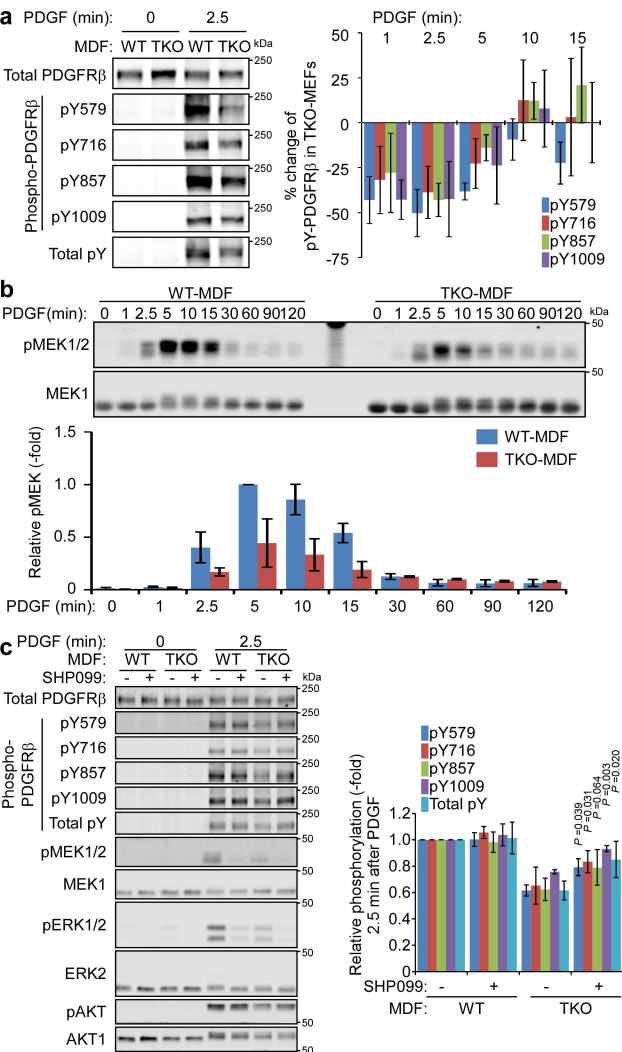 a
PDGF (min): 0 2.5
MDF: WT TKO WT TKO kDa
Total PDGFRβ
250
Phospho-PDGFRβ
pY579
250
pY716
250
pY857
250
pY1009
250
Total pY
250
PDGF (min):
1 2.5 5 10 15
% change of
pY-PDGFRβ in TKO-MEFs
50
25
0
-25
-50
-75
pY579
pY716
pY857
pY1009
b
WT-MDF TKO-MDF
PDGF(min): 0 1 2.5 5 10 15 30 60 90 120 0 1 2.5 5 10 15 30 60 90 120 kDa
pMEK1/2
50
MEK1
50
Relative pMEK (-fold)
1.5
1.0
0.5
0
WT-MDF
TKO-MDF
PDGF (min): 0 1 2.5 5 10 15 30 60 90 120
c
PDGF (min): 0 2.5
MDF: WT TKO WT TKO
SHP099: - + - + - + - + kDa
Total PDGFRβ
250
Phospho-
PDGFRβ
pY579
250
pY716
250
pY857
250
pY1009
250
Total pY
250
pMEK1/2
50
MEK1
50
pERK1/2
50
ERK2
50
pAKT
50
AKT1
50
pY579
pY716
pY857
pY1009
Total pY
Relative phosphorylation (-fold)
2.5 min after PDGF
1.2
1.0
0.8
0.6
0.4
0.2
0
P =0.039
P =0.031
P =0.064
P =0.003
P =0.020
SHP099: - + - +
MDF: WT TKO